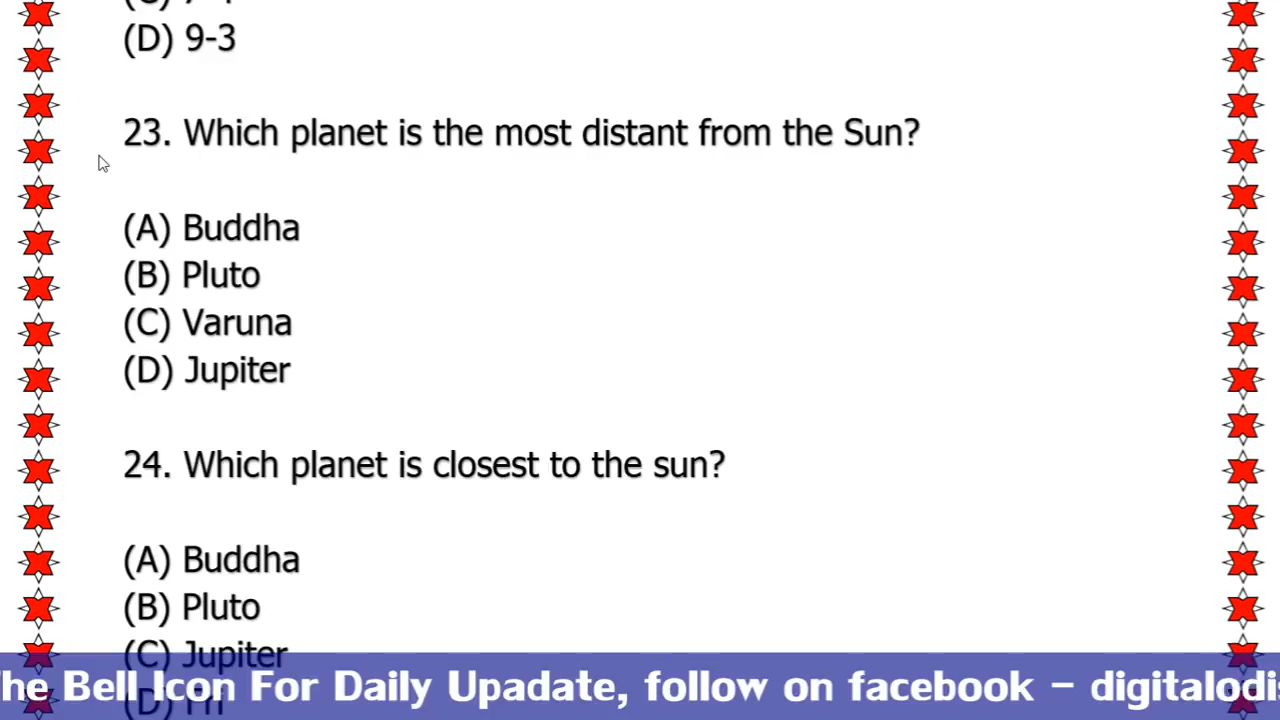 (D) 9-3
23. Which planet is the most distant from the Sun?
(A) Buddha
(B) Pluto
(C) Varuna
(D) Jupiter
24. Which planet is closest to the sun?
(A) Buddha
(B) Pluto
(C) Jupiter
(D)
he Bell Icon For Daily Upadate, follow on facebook – digitalodi